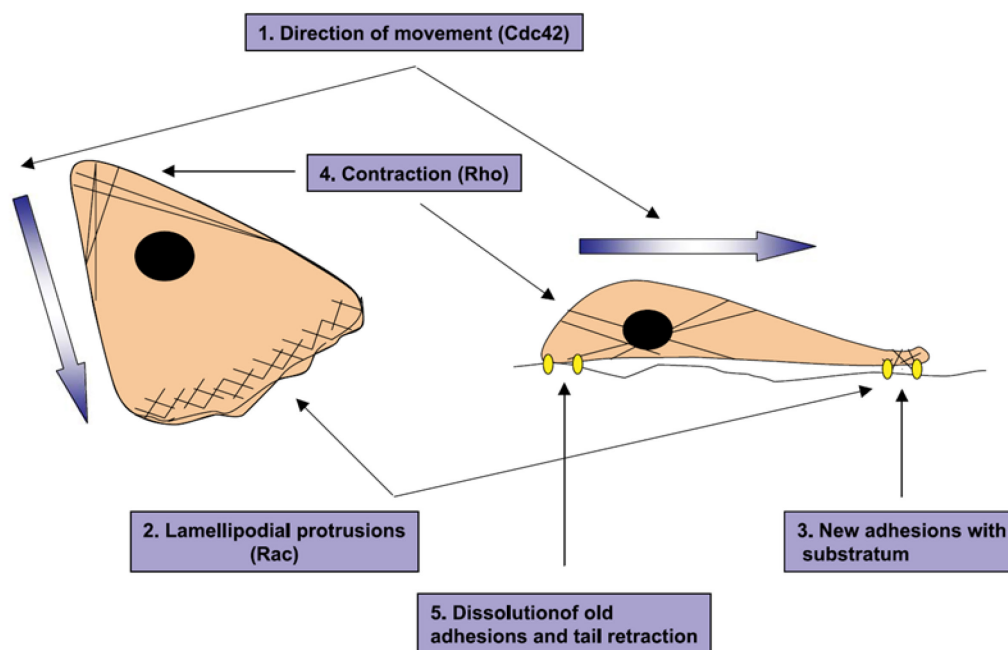 1. Direction of movement (Cdc42)
4. Contraction (Rho)
2. Lamellipodial protrusions
(Rac)
3. New adhesions with
substratum
5. Dissolutionof old
adhesions and tail retraction